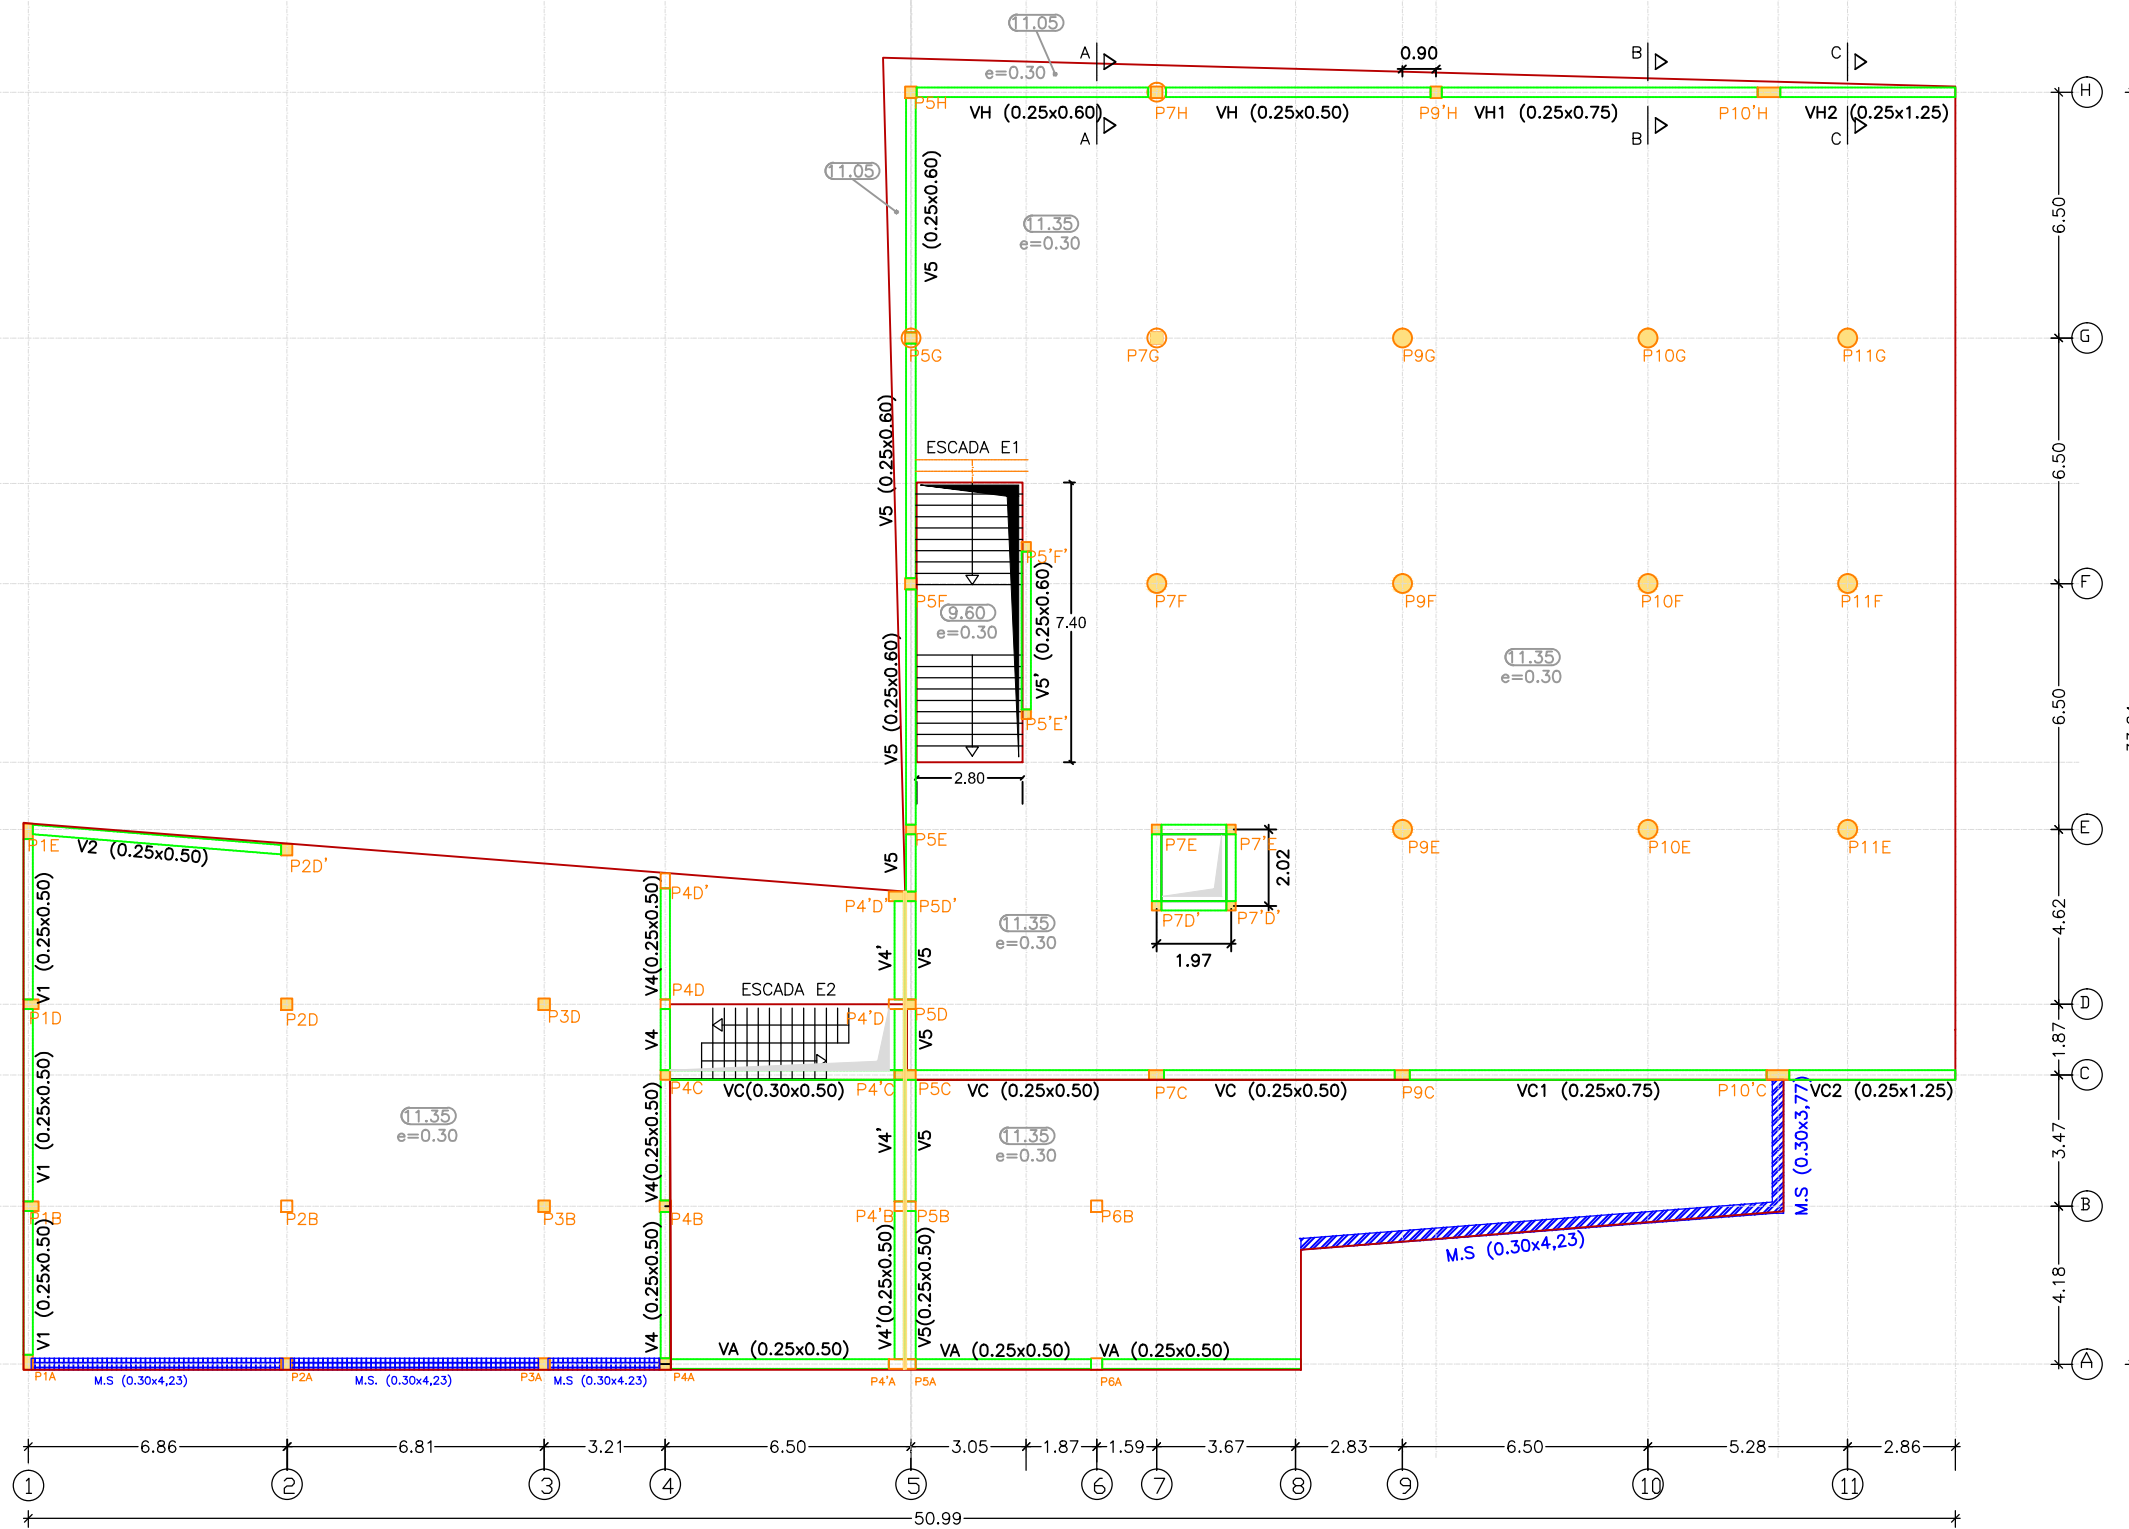 11.05
e=0.30
A
0.90
B
C
H
P5H
VH (0.25x0.60)
P7H
VH (0.25x0.50)
P9'H
VH1 (0.25x0.75)
P10'H
VH2 (0.25x1.25)
A
B
C
11.05
V5 (0.25x0.60)
11.35
e=0.30
6.50
G
P5G
P7G
P9G
P10G
P11G
V5 (0.25x0.60)
ESCADA E1
6.50
P5'F'
F
P5F
P7F
P9F
P10F
P11F
9.60
e=0.30
V5' (0.25x0.60)
7.40
V5 (0.25x0.60)
11.35
e=0.30
6.50
P5'E'
2.80
E
P1E
V2 (0.25x0.50)
P2D'
P5E
P7E
P7'E
P9E
P10E
P11E
V5
2.02
P4D'
P4'D'
P5D'
P7D'
P7'D'
V1 (0.25x0.50)
V4(0.25x0.50)
V4'
V5
11.35
e=0.30
1.97
4.62
P4D
ESCADA E2
D
P1D
P2D
P3D
P4'D
P5D
V4
V5
1.87
C
P4C
VC(0.30x0.50)
P4'C
P5C
VC (0.25x0.50)
P7C
VC (0.25x0.50)
P9C
VC1 (0.25x0.75)
P10'C
VC2 (0.25x1.25)
V1 (0.25x0.50)
11.35
e=0.30
V4(0.25x0.50)
V4'
V5
11.35
e=0.30
M.S (0.30x3,77)
3.47
B
P1B
P2B
P3B
P4B
P4'B
P5B
P6B
M.S (0.30x4,23)
V1 (0.25x0.50)
V4 (0.25x0.50)
V4'(0.25x0.50)
V5(0.25x0.50)
4.18
VA (0.25x0.50)
VA (0.25x0.50)
VA (0.25x0.50)
A
P1A
M.S (0.30x4,23)
P2A
M.S. (0.30x4,23)
P3A
M.S (0.30x4.23)
P4A
P4'A
P5A
P6A
6.86
6.81
3.21
6.50
3.05
1.87
1.59
3.67
2.83
6.50
5.28
2.86
1
2
3
4
5
6
7
8
9
10
11
50.99